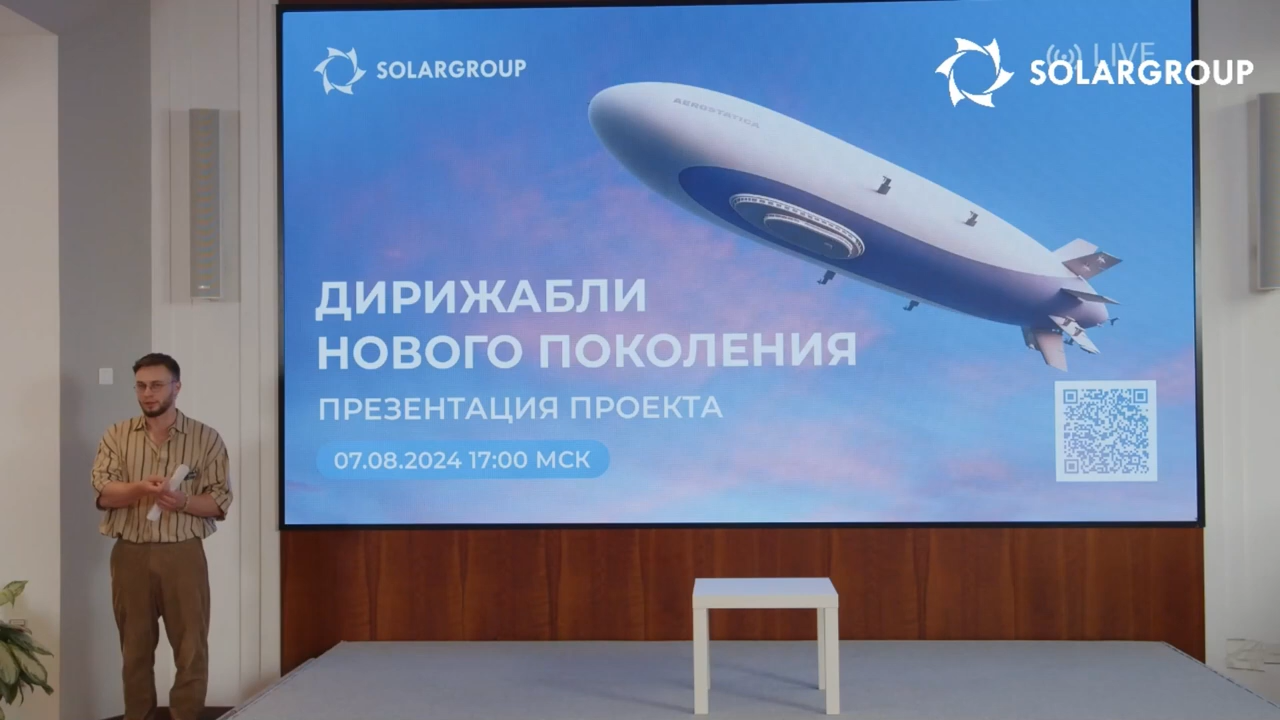 SOLARGROUP
LIVE
SOLARGROUP
AEROSTATICA
ДИРИЖАБЛИ
НОВОГО ПОКОЛЕНИЯ
ПРЕЗЕНТАЦИЯ ПРОЕКТА
07.08.2024 17:00 МСК